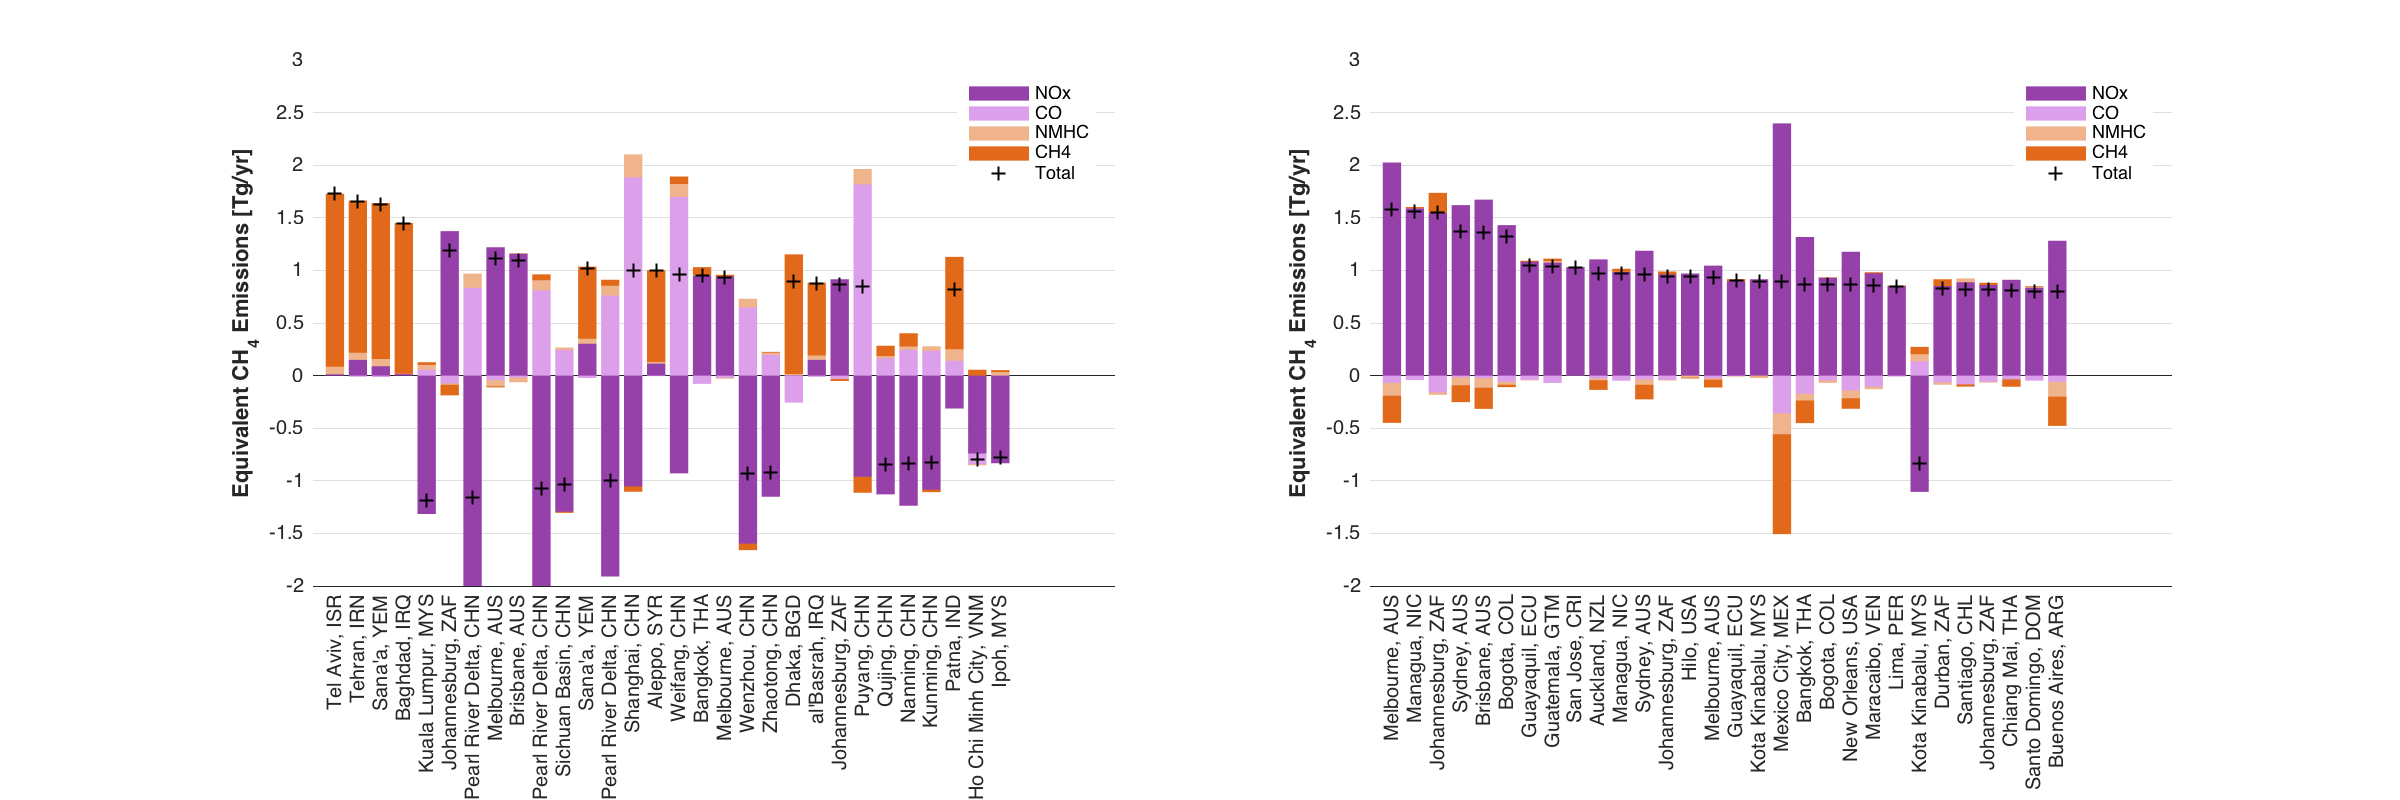 3
2.5
2
1.5
1
0.5
0
-0.5
-1
-1.5
-2
Equivalent CH4 Emissions [Tg/yr]
NOx
CO
NMHC
CH4
Total
Tel Aviv, ISR
Tehran, IRN
Sana'a, YEM
Baghdad, IRQ
Kuala Lumpur, MYS
Johannesburg, ZAF
Pearl River Delta, CHN
Melbourne, AUS
Brisbane, AUS
Pearl River Delta, CHN
Sichuan Basin, CHN
Sana'a, YEM
Pearl River Delta, CHN
Shanghai, CHN
Aleppo, SYR
Weifang, CHN
Bangkok, THA
Melbourne, AUS
Wenzhou, CHN
Zhaotong, CHN
Dhaka, BGD
al'Basrah, IRQ
Johannesburg, ZAF
Puyang, CHN
Qujing, CHN
Nanning, CHN
Kunming, CHN
Patna, IND
Ho Chi Minh City, VNM
Ipoh, MYS
3
2.5
2
1.5
1
0.5
0
-0.5
-1
-1.5
-2
Equivalent CH4 Emissions [Tg/yr]
NOx
CO
NMHC
CH4
Total
Melbourne, AUS
Managua, NIC
Johannesburg, ZAF
Sydney, AUS
Brisbane, AUS
Bogota, COL
Guayaquil, ECU
Guatemala, GTM
San Jose, CRI
Auckland, NZL
Managua, NIC
Sydney, AUS
Johannesburg, ZAF
Hilo, USA
Melbourne, AUS
Guayaquil, ECU
Kota Kinabalu, MYS
Mexico City, MEX
Bangkok, THA
Bogota, COL
New Orleans, USA
Maracaibo, VEN
Lima, PER
Kota Kinabalu, MYS
Durban, ZAF
Santiago, CHL
Johannesburg, ZAF
Chiang Mai, THA
Santo Domingo, DOM
Buenos Aires, ARG